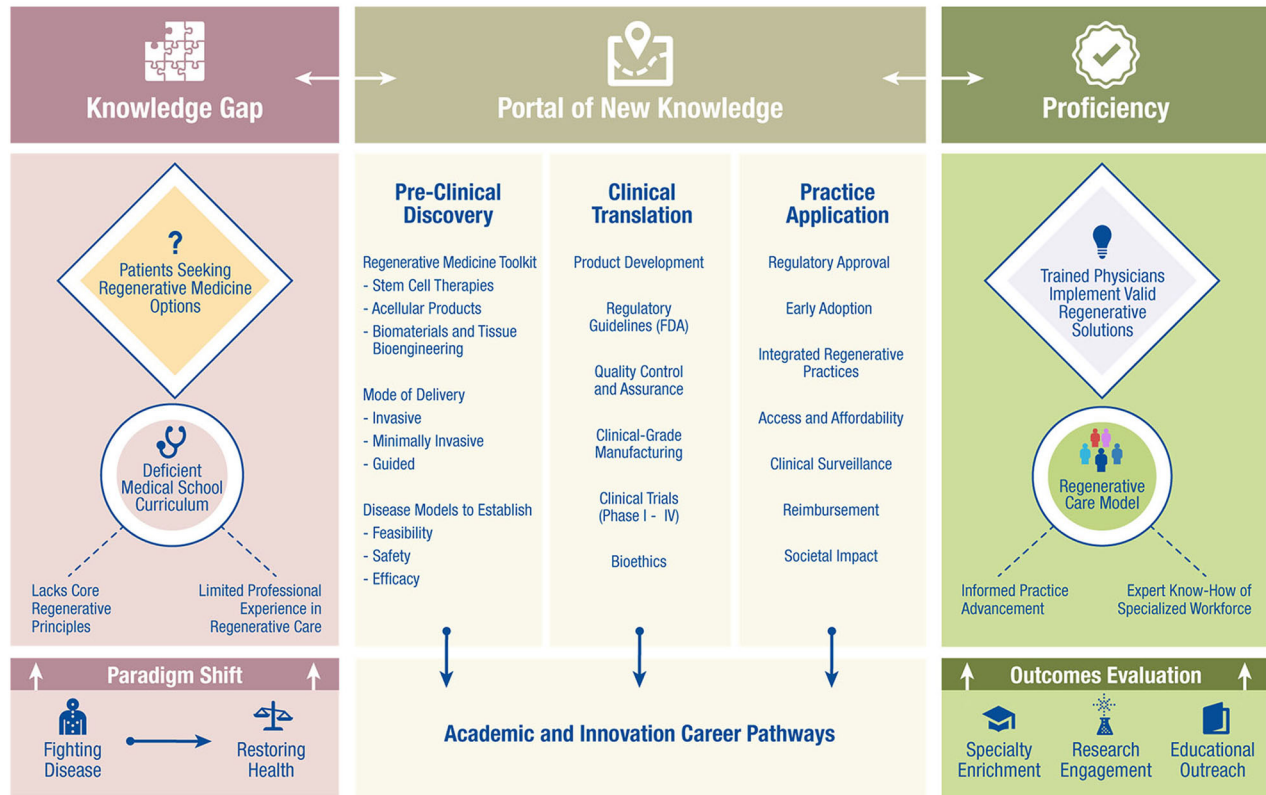 Knowledge Gap
Portal of New Knowledge
Proficiency
?
Patients Seeking
Regenerative Medicine
Options
Deficient
Medical School
Curriculum
Lacks Core
Regenerative
Principles
Limited Professional
Experience in
Regenerative Care
Paradigm Shift
Fighting
Disease
Restoring
Health
Pre-Clinical
Discovery
Regenerative Medicine Toolkit
- Stem Cell Therapies
- Acellular Products
- Biomaterials and Tissue
Bioengineering
Mode of Delivery
- Invasive
- Minimally Invasive
- Guided
Disease Models to Establish
- Feasibility
- Safety
- Efficacy
Clinical
Translation
Product Development
Regulatory
Guidelines (FDA)
Quality Control
and Assurance
Clinical-Grade
Manufacturing
Clinical Trials
(Phase I - IV)
Bioethics
Practice
Application
Regulatory Approval
Early Adoption
Integrated Regenerative
Practices
Access and Affordability
Clinical Surveillance
Reimbursement
Societal Impact
Academic and Innovation Career Pathways
Trained Physicians
Implement Valid
Regenerative
Solutions
Regenerative
Care Model
Informed Practice
Advancement
Expert Know-How of
Specialized Workforce
Outcomes Evaluation
Specialty
Enrichment
Research
Engagement
Educational
Outreach